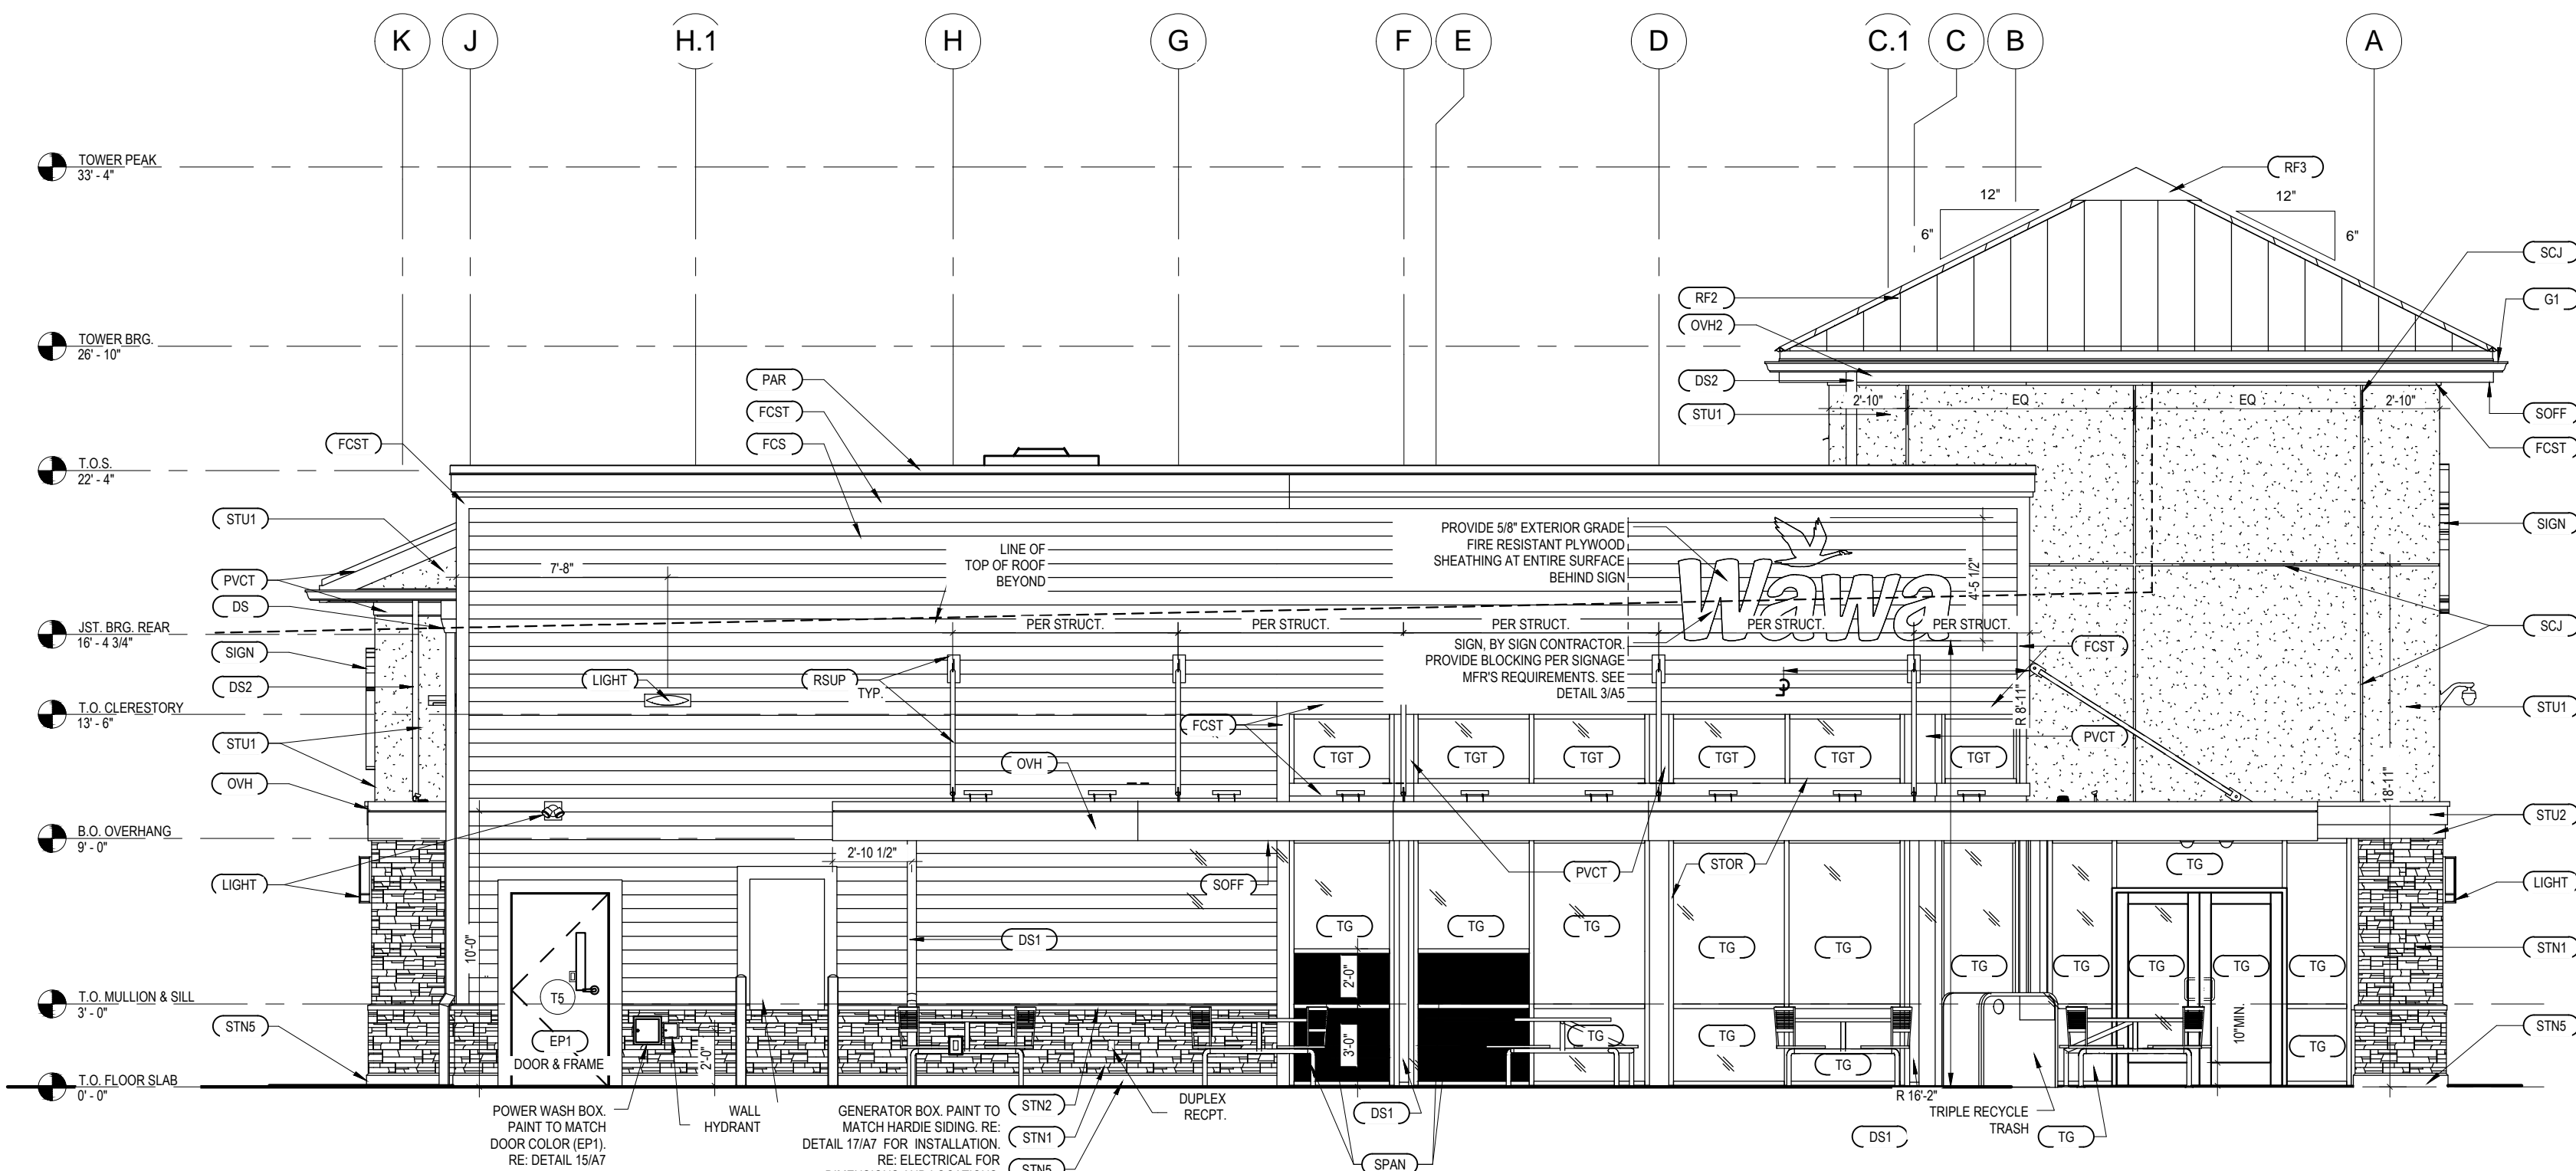 K J H.1 H G F E D C.1 C B A
TOWER PEAK
33' - 4"
RF3
12" 12"
6" 6"
SCJ
RF2
G1
OVH2
TOWER BRG.
26' - 10"
PAR
DS2
FCST
STU1
2'-10" EQ EQ 2'-10"
SOFF
FCST
FCS
FCST
T.O.S.
22' - 4"
STU1
PROVIDE 5/8" EXTERIOR GRADE
FIRE RESISTANT PLYWOOD
SHEATHING AT ENTIRE SURFACE
BEHIND SIGN
SIGN
LINE OF
TOP OF ROOF
BEYOND
Wawa
4'-5 1/2"
7'-8"
PVCT
DS
JST. BRG. REAR
16' - 4 3/4"
PER STRUCT. PER STRUCT. PER STRUCT. PER STRUCT. PER STRUCT.
SCJ
SIGN
SIGN, BY SIGN CONTRACTOR.
PROVIDE BLOCKING PER SIGNAGE
MFR'S REQUIREMENTS. SEE
DETAIL 3/A5
FCST
DS2
LIGHT
RSUP
TYP.
T.O. CLERESTORY
13' - 6"
R 8'-11"
STU1
FCST
PVCT
STU1
TGT TGT TGT TGT TGT TGT
OVH
OVH
18'-11"
STU2
B.O. OVERHANG
9' - 0"
2'-10 1/2"
LIGHT
SOFF
PVCT
STOR
TG
LIGHT
TG TG TG
DS1
TG TG
STN1
10'-0"
TG TG TG TG TG
2'-0"
T5
T.O. MULLION & SILL
3' - 0"
STN5
EP1
DOOR & FRAME
2'-0"
3'-0"
TG TG TG TG
10"MIN.
STN5
T.O. FLOOR SLAB
0' - 0"
POWER WASH BOX.
PAINT TO MATCH
DOOR COLOR (EP1).
RE: DETAIL 15/A7
WALL
HYDRANT
GENERATOR BOX. PAINT TO
MATCH HARDIE SIDING. RE:
DETAIL 17/A7 FOR INSTALLATION.
RE: ELECTRICAL FOR
STN2
STN1
STN5
DUPLEX
RECPT.
DS1
SPAN
R 16'-2"
TRIPLE RECYCLE
TRASH
DS1
TG